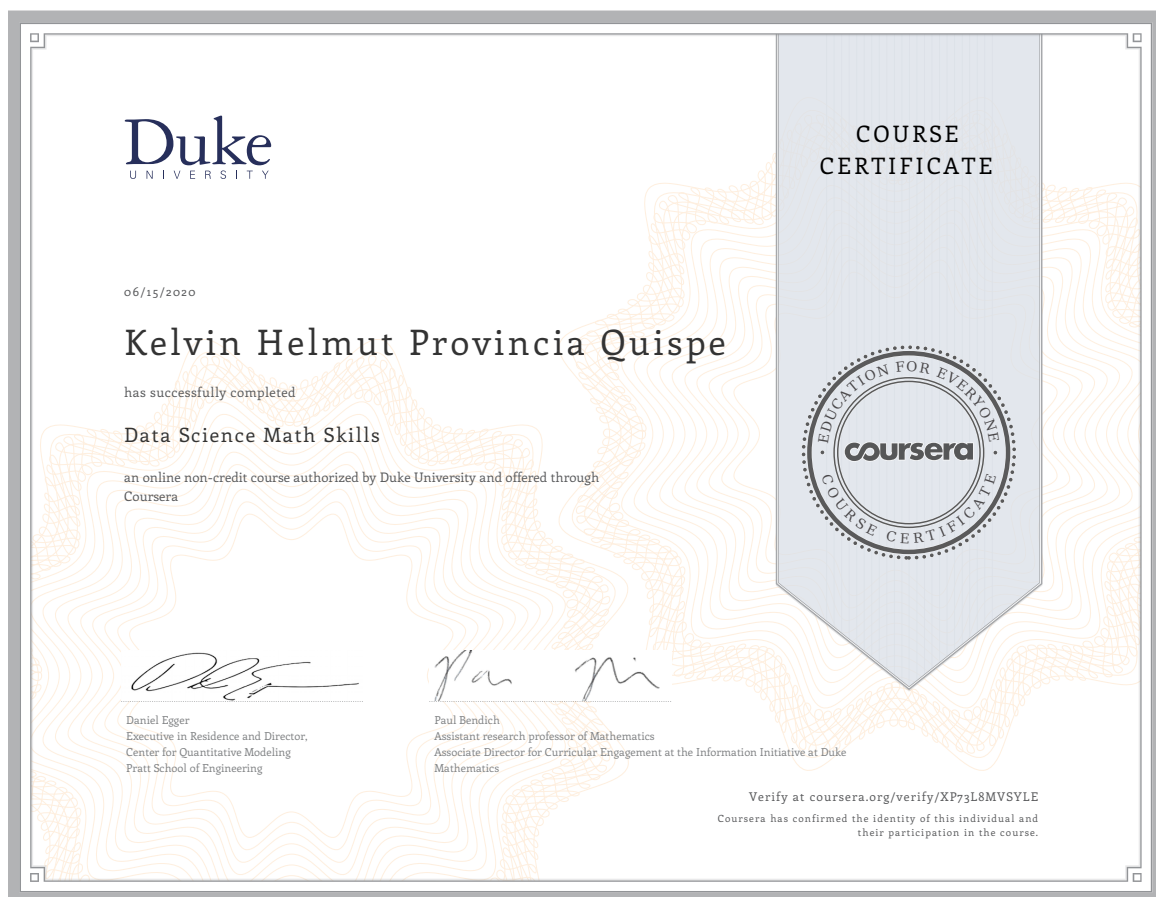 Duke
UNIVERSITY
COURSE
CERTIFICATE
06/15/2020
Kelvin Helmut Provincia Quispe
has successfully completed
Data Science Math Skills
an online non-credit course authorized by Duke University and offered through
Coursera
EDUCATION FOR EVERYONE
coursera
COURSE CERTIFICATE
Daniel Egger
Executive in Residence and Director,
Center for Quantitative Modeling
Pratt School of Engineering
Paul Bendich
Assistant research professor of Mathematics
Associate Director for Curricular Engagement at the Information Initiative at Duke
Mathematics
Verify at coursera.org/verify/XP73L8MVSYLE
Coursera has confirmed the identity of this individual and
their participation in the course.